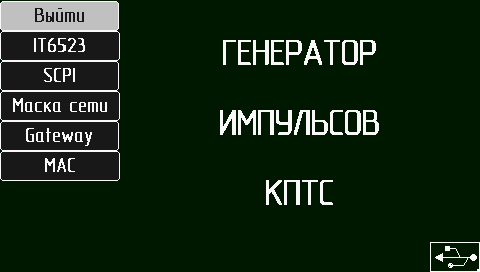 Выйти
IT6523
SCPI
Маска сети
Gateway
MAC
ГЕНЕРАТОР
ИМПУЛЬСОВ
КПТС